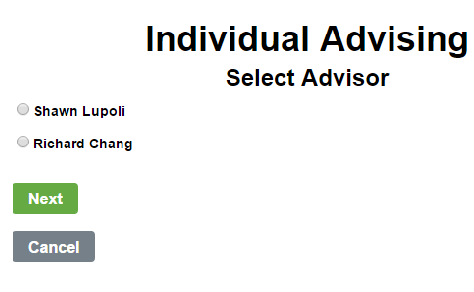 Individual Advising
Select Advisor
Shawn Lupoli
Richard Chang
Next
Cancel